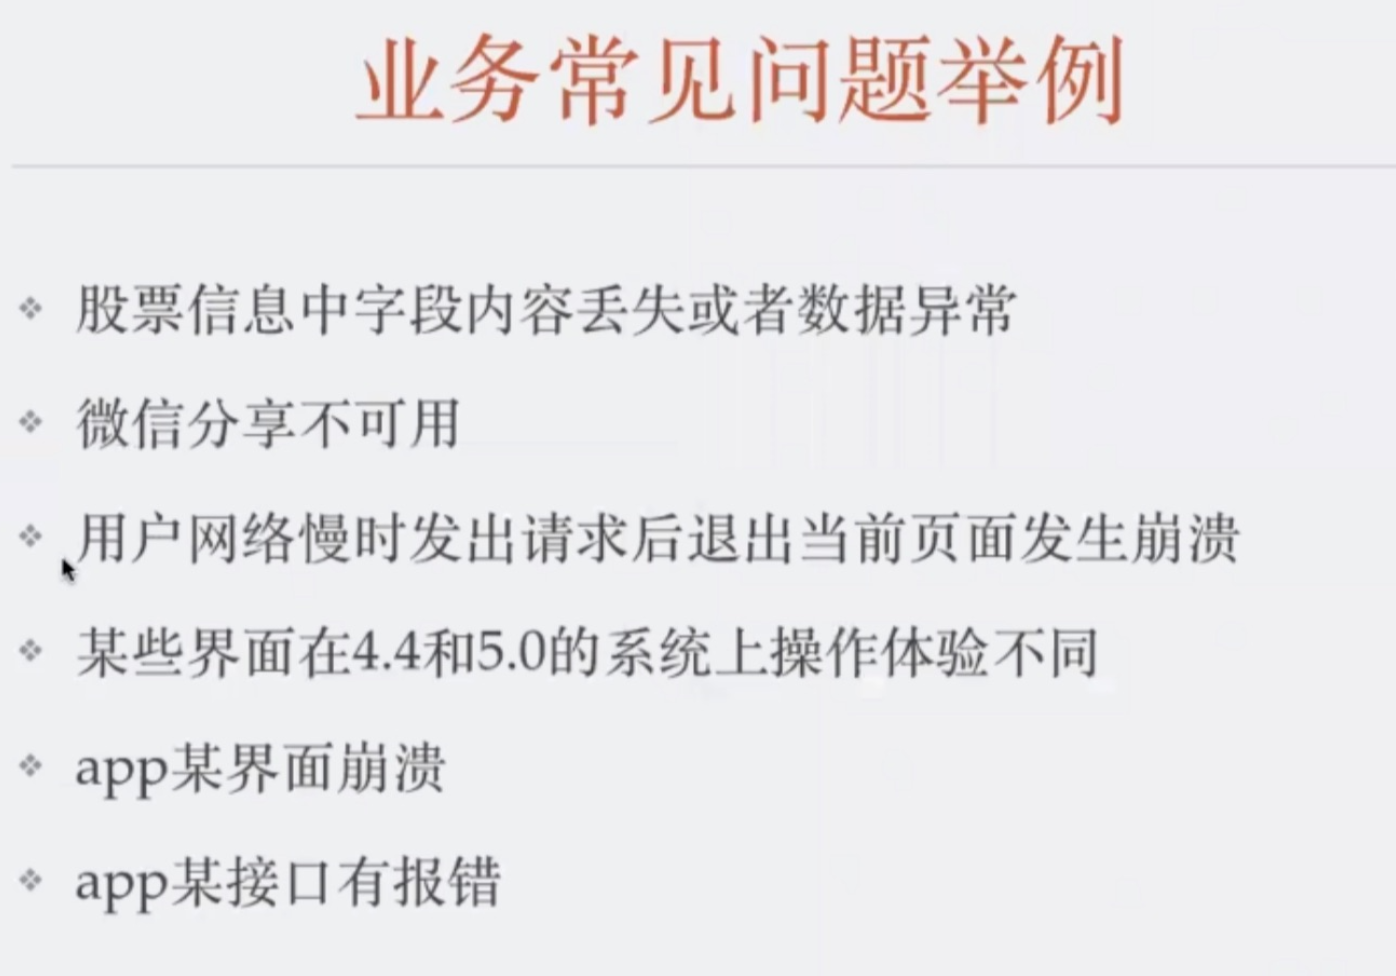 业务常见问题举例
股票信息中字段内容丢失或者数据异常
微信分享不可用
用户网络慢时发出请求后退出当前页面发生崩溃
某些界面在4.4和5.0的系统上操作体验不同
app某界面崩溃
app某接口有报错